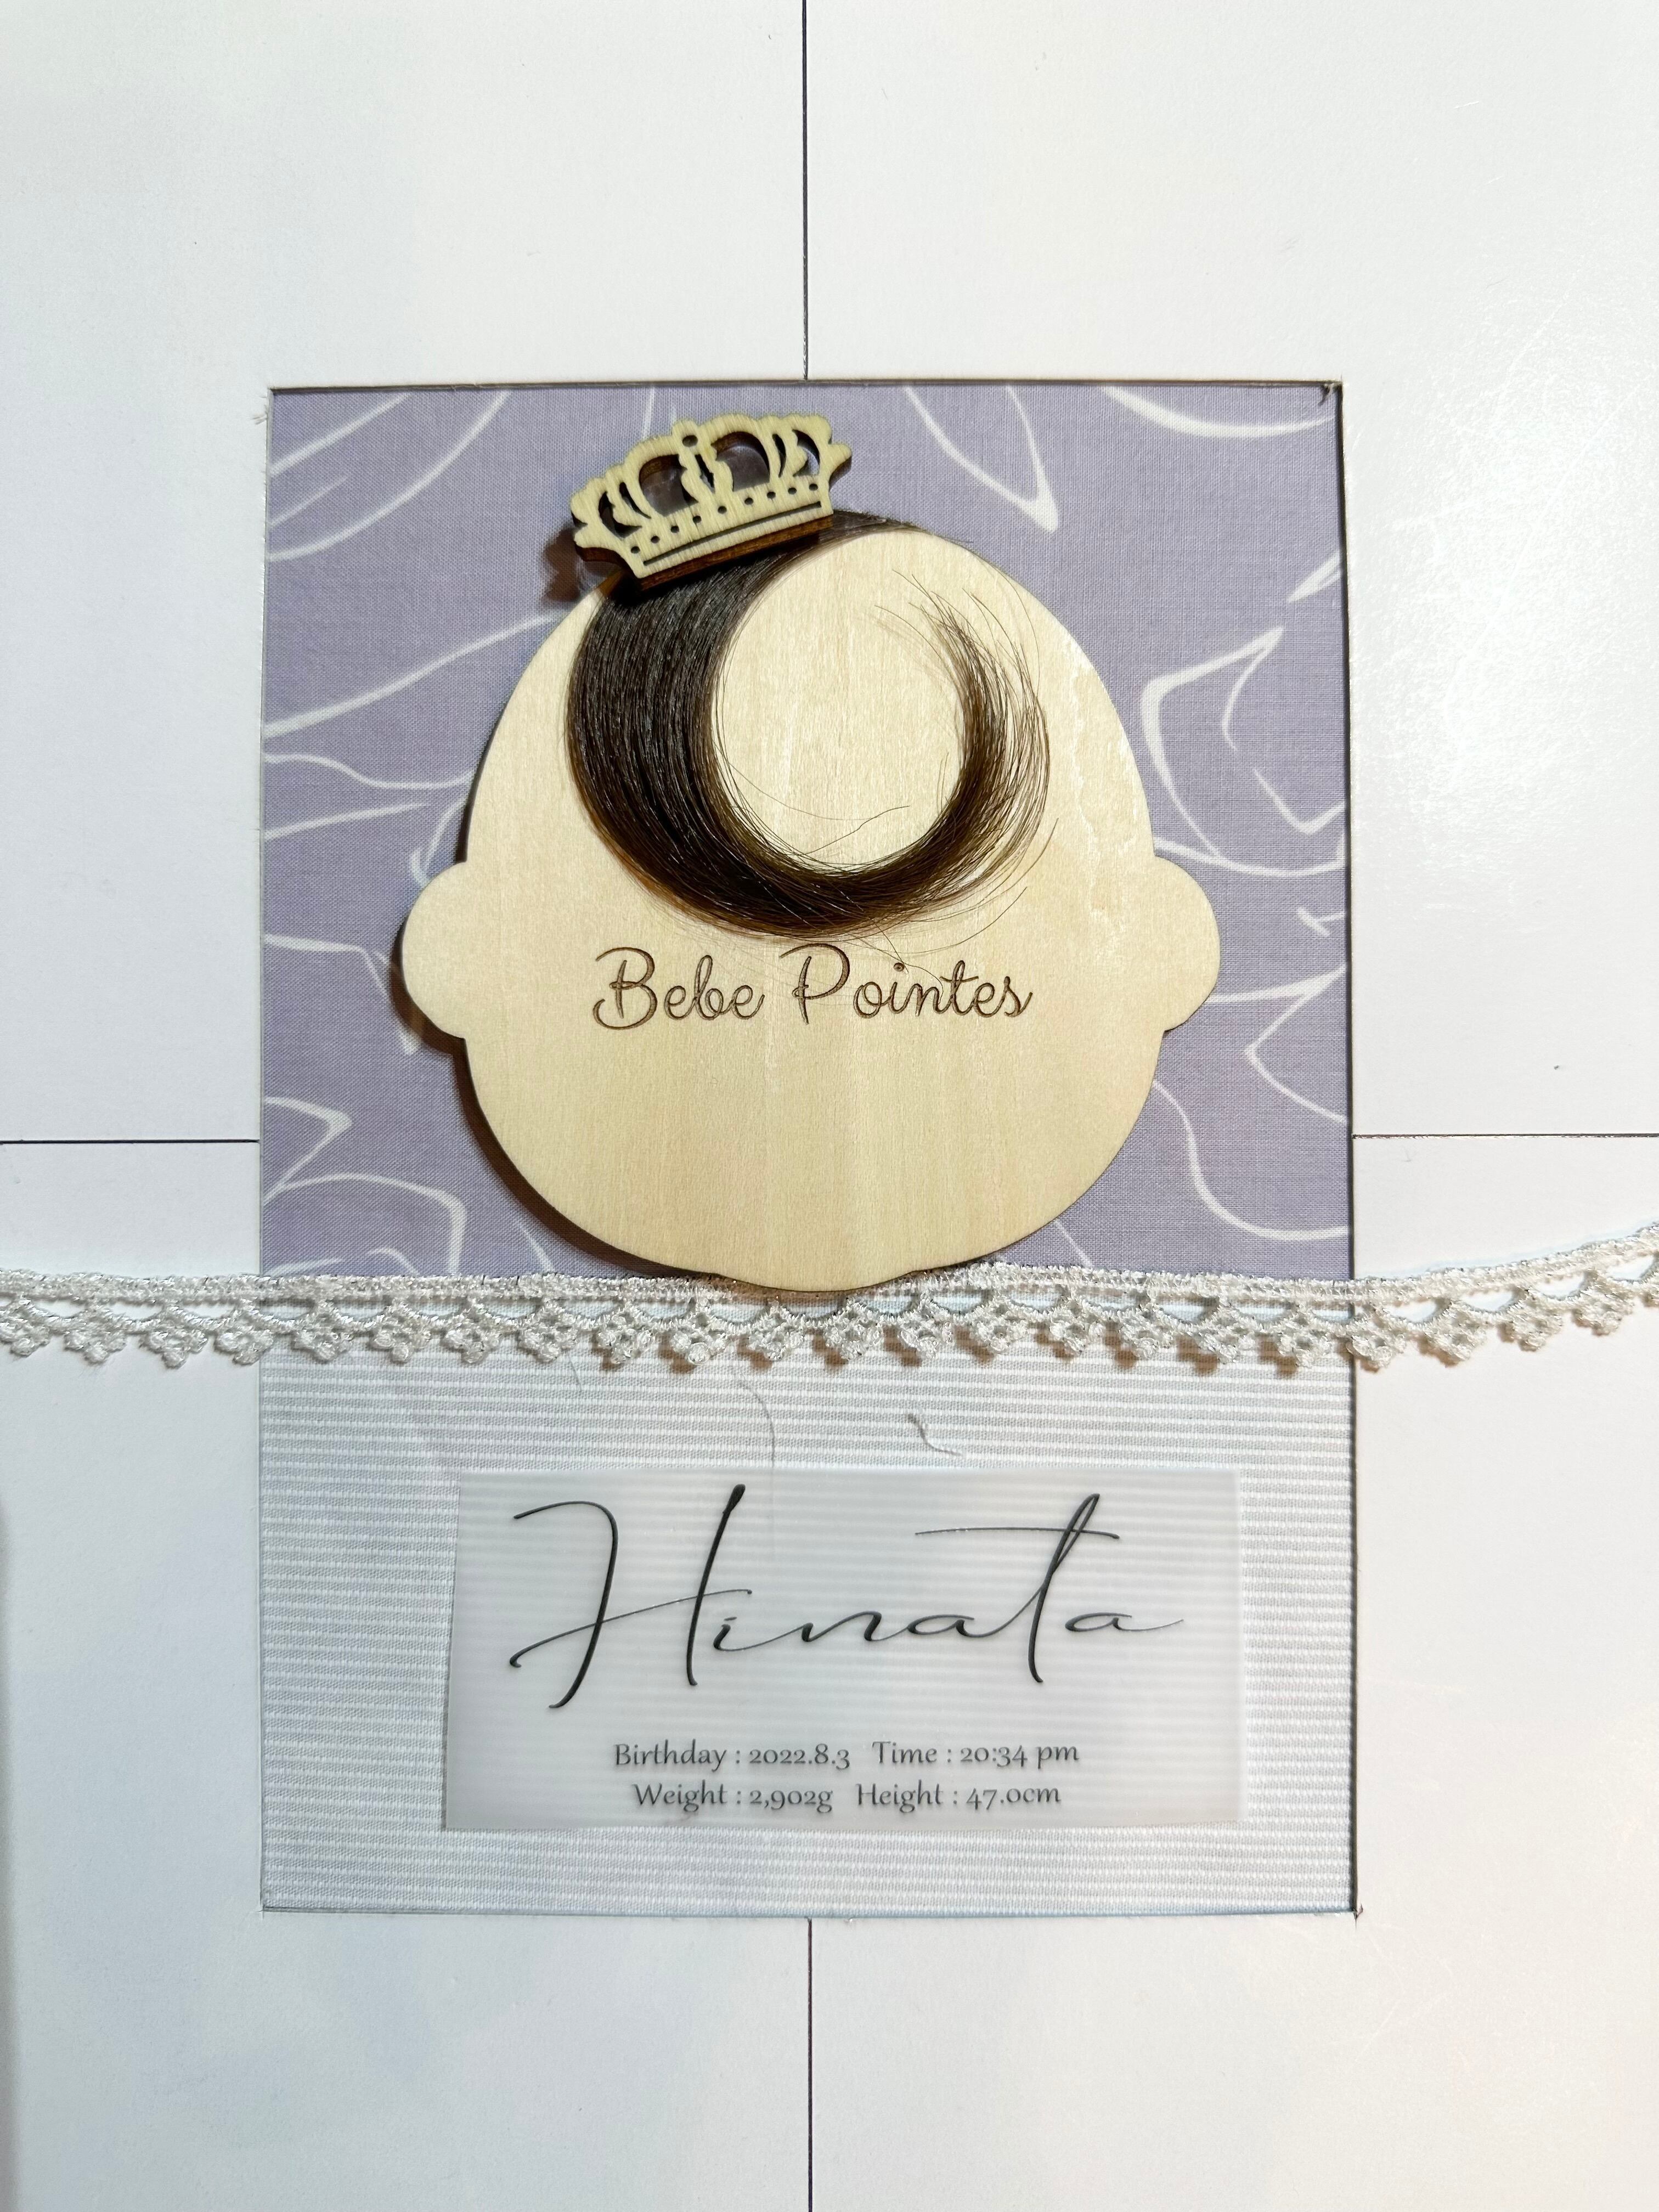 Bebe Pointes
Hinata
Birthday : 2022.8.3 Time : 20:34 pm
Weight : 2,902g Height : 47.0cm